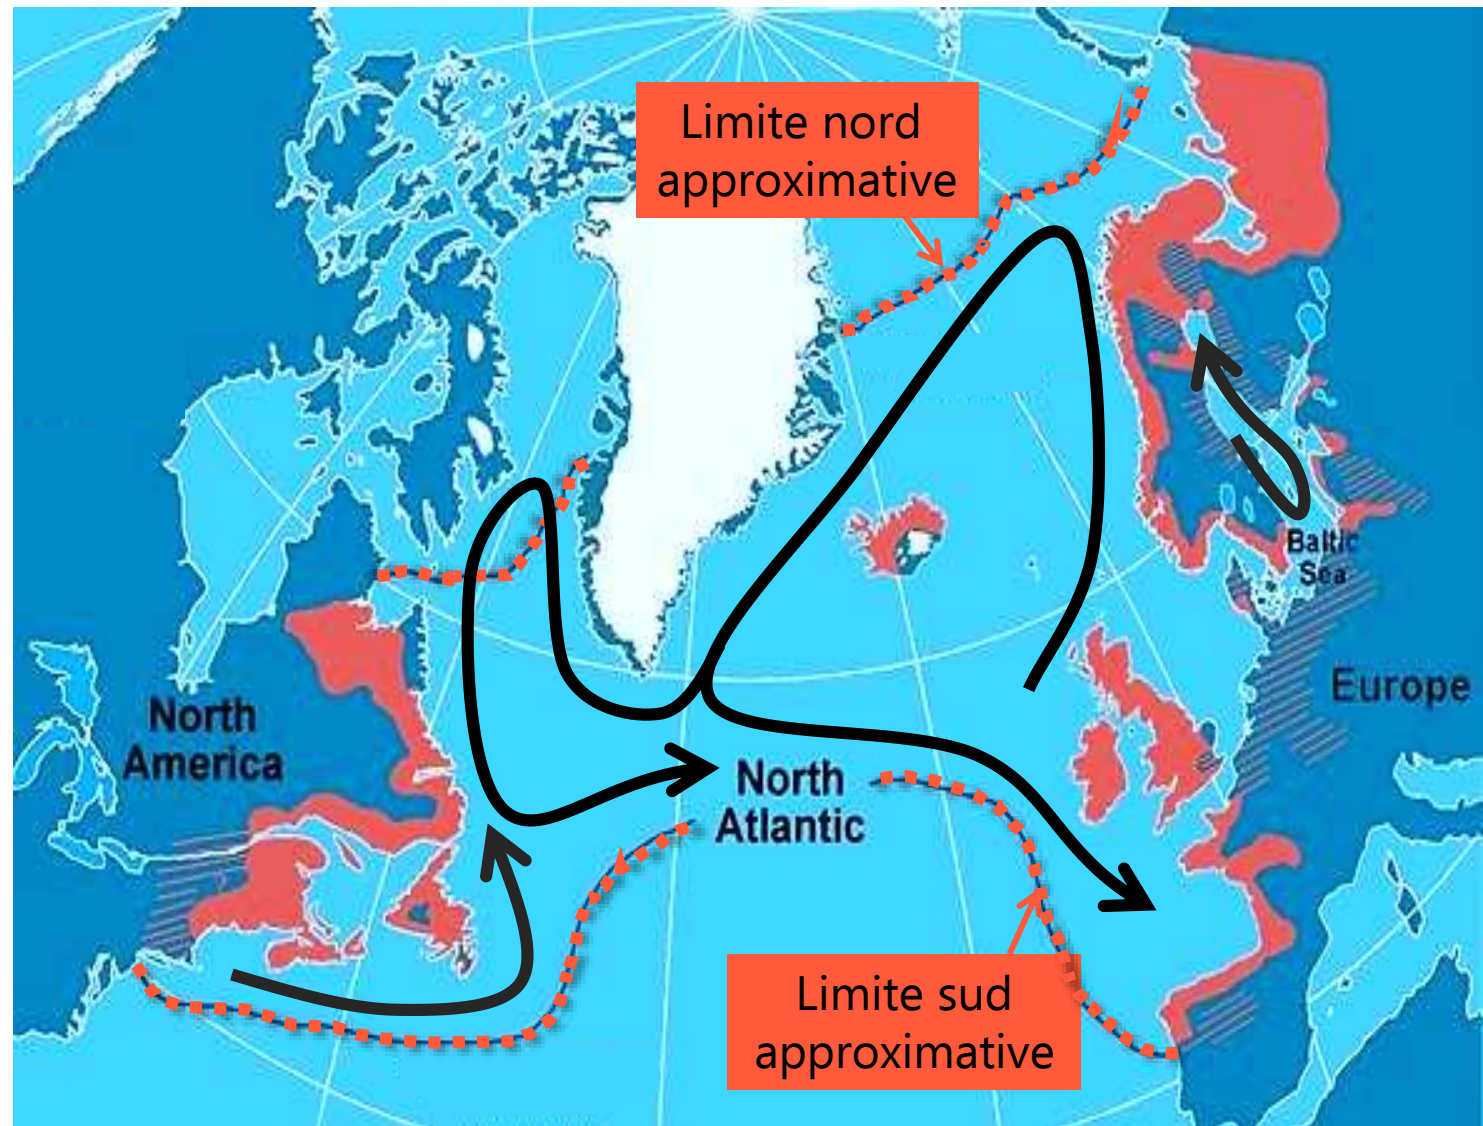 Limite nord
approximative
Baltic
Sea
Europe
North
America
North
Atlantic
Limite sud
approximative